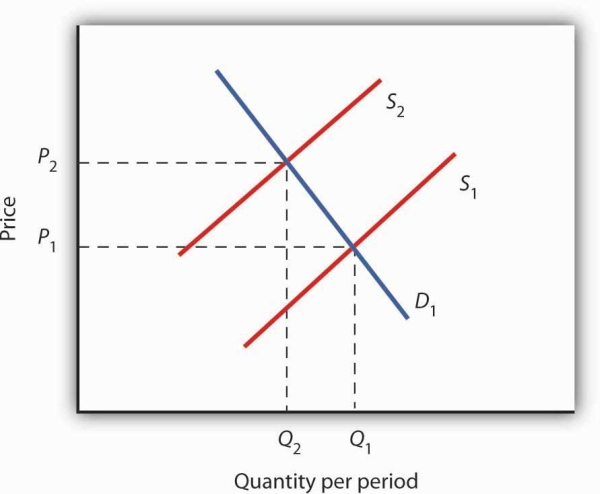 S2
P2
S1
P1
Price
D1
Q2 Q1
Quantity per period